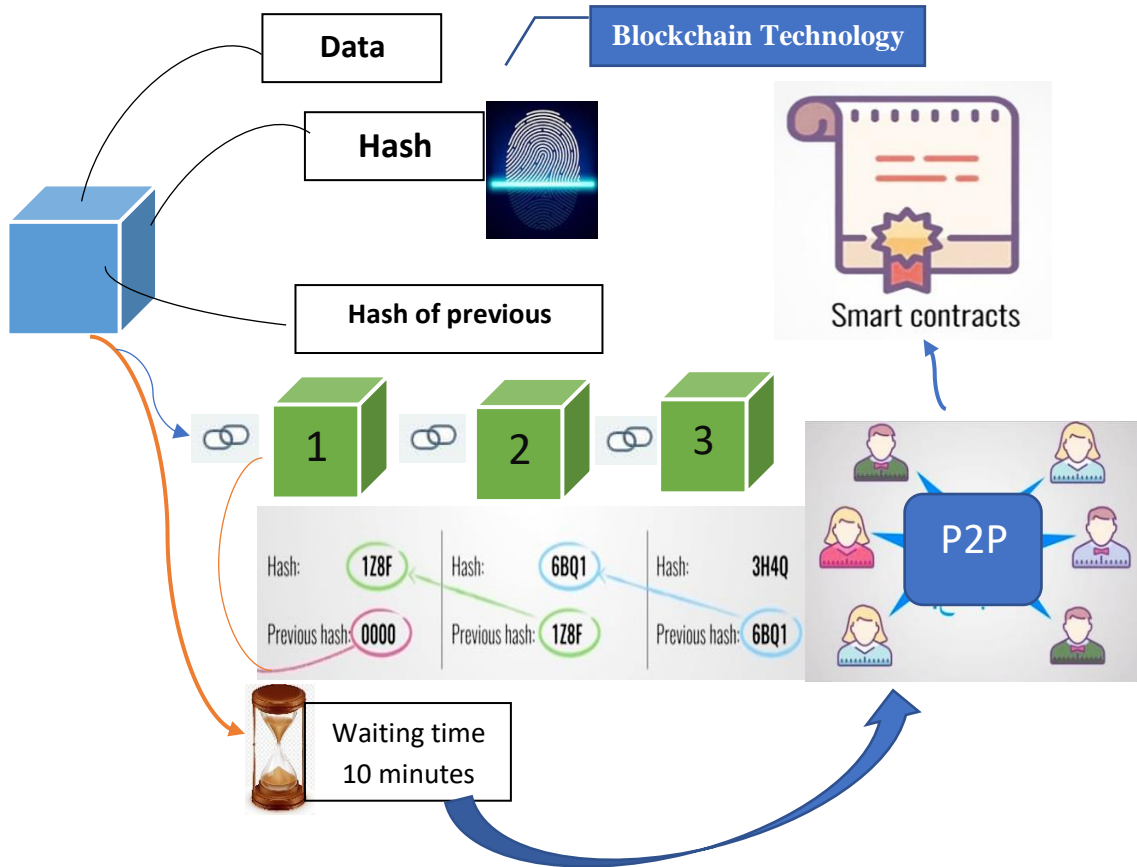 Blockchain Technology
Data
Hash
Hash of previous
Smart contracts
1
2
3
P2P
Hash: 1Z8F
Previous hash: 0000
Hash: 6BQ1
Previous hash: 1Z8F
Hash: 3H4Q
Previous hash: 6BQ1
Waiting time
10 minutes